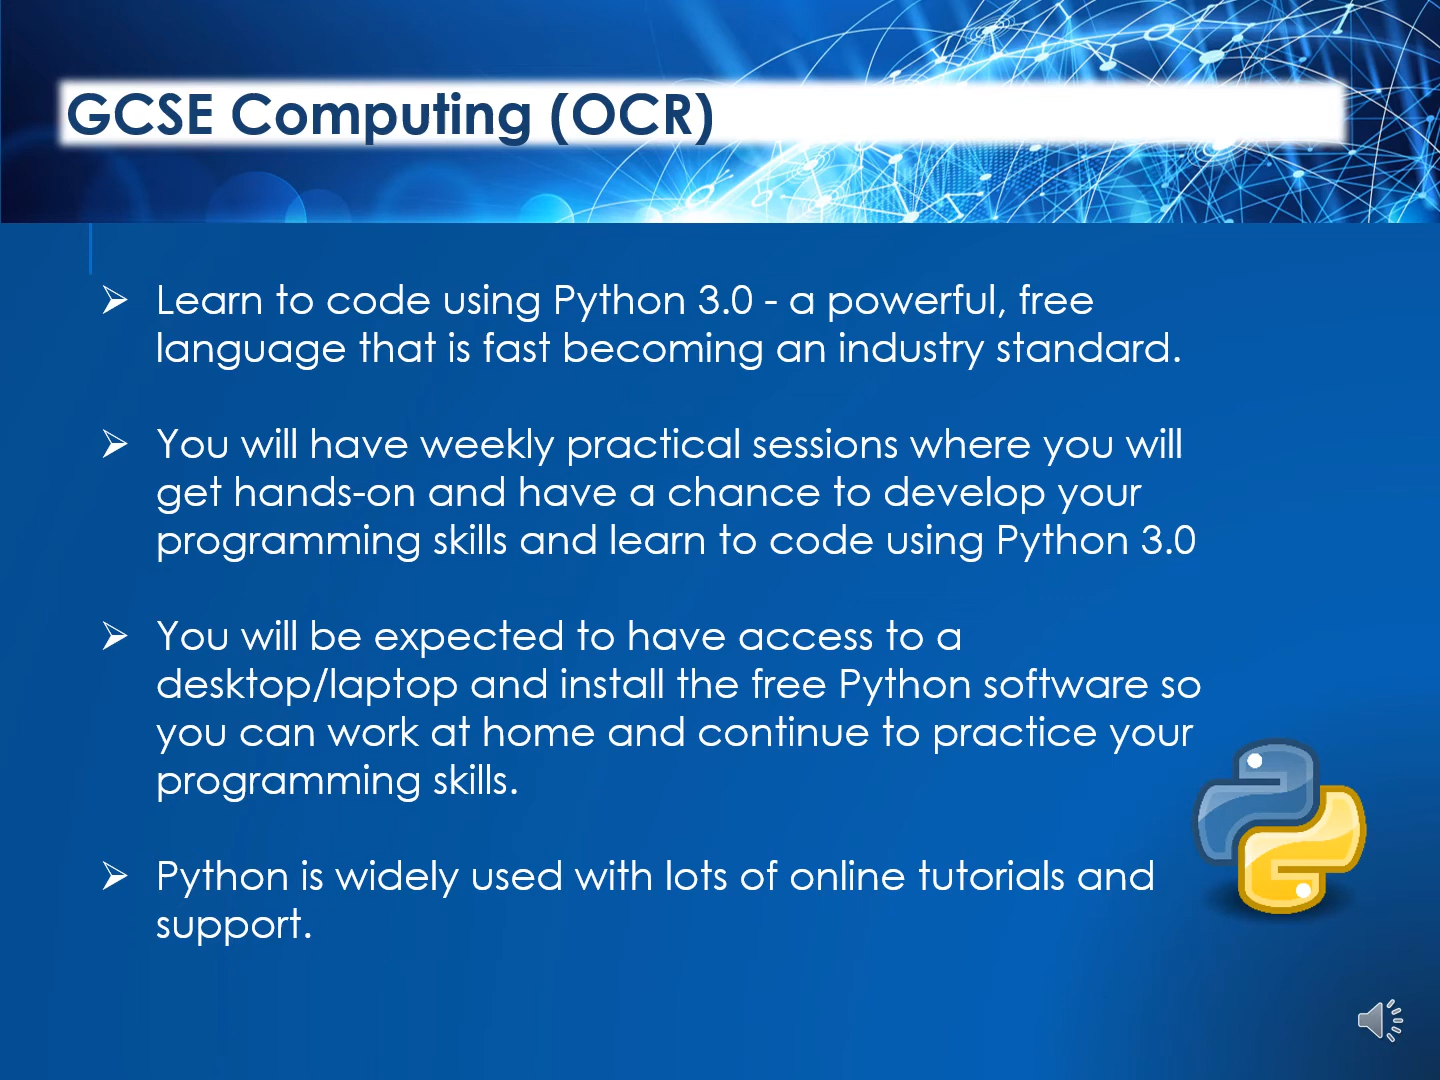 GCSE Computing (OCR)
➢ Learn to code using Python 3.0 - a powerful, free
language that is fast becoming an industry standard.
➢ You will have weekly practical sessions where you will
get hands-on and have a chance to develop your
programming skills and learn to code using Python 3.0
➢ You will be expected to have access to a
desktop/laptop and install the free Python software so
you can work at home and continue to practice your
programming skills.
➢ Python is widely used with lots of online tutorials and
support.